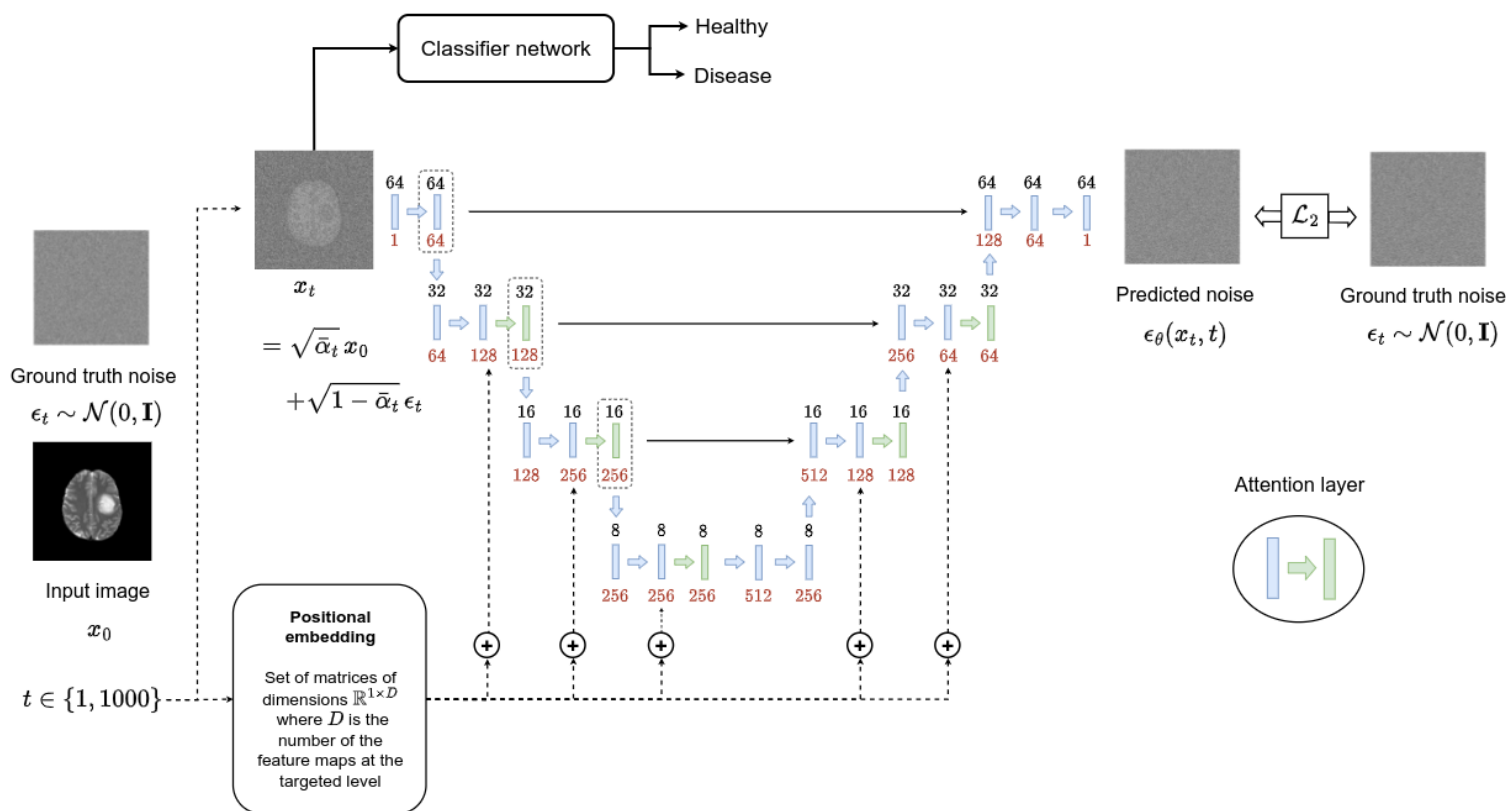 Classifier network
Healthy
Disease
x_t
= √ᾱ_t x_0
+√1 − ᾱ_t ϵ_t
Ground truth noise
ϵ_t ∼ 𝒩(0, I)
Input image
x_0
t ∈ {1, 1000}
Positional
embedding
Set of matrices of
dimensions ℝ^{1×D}
where D is the
number of the
feature maps at the
targeted level
64 64
1 64
32 32 32
64 128 128
16 16 16
128 256 256
8 8 8 8 8
256 256 256 512 256
16 16 16
512 128 128
32 32 32
256 64 64
64 64 64
128 64 1
+ + + + +
Predicted noise
ϵ_θ(x_t, t)
ℒ_2
Ground truth noise
ϵ_t ∼ 𝒩(0, I)
Attention layer